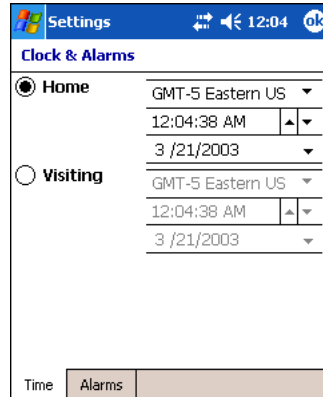 Settings 12:04 ok
Clock & Alarms
Home GMT-5 Eastern US
12:04:38 AM
3 /21/2003
Visiting GMT-5 Eastern US
12:04:38 AM
3 /21/2003
Time Alarms